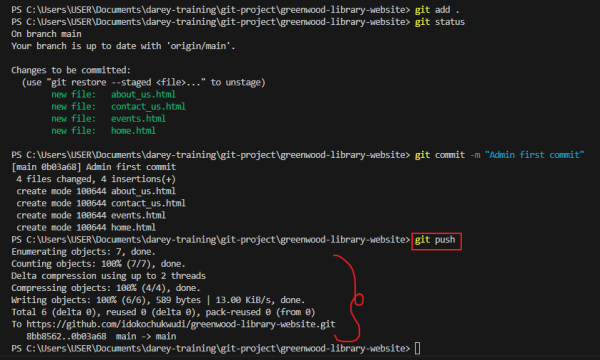 PS C:\Users\USER\Documents\darey-training\git-project\greenwood-library-website> git add .
PS C:\Users\USER\Documents\darey-training\git-project\greenwood-library-website> git status
On branch main
Your branch is up to date with 'origin/main'.
Changes to be committed:
(use "git restore --staged <file>..." to unstage)
new file: about_us.html
new file: contact_us.html
new file: events.html
new file: home.html
PS C:\Users\USER\Documents\darey-training\git-project\greenwood-library-website> git commit -m "Admin first commit"
[main 0b03a68] Admin first commit
4 files changed, 4 insertions(+)
create mode 100644 about_us.html
create mode 100644 contact_us.html
create mode 100644 events.html
create mode 100644 home.html
PS C:\Users\USER\Documents\darey-training\git-project\greenwood-library-website> git push
Enumerating objects: 7, done.
Counting objects: 100% (7/7), done.
Delta compression using up to 2 threads
Compressing objects: 100% (4/4), done.
Writing objects: 100% (6/6), 589 bytes | 13.00 KiB/s, done.
Total 6 (delta 0), reused 0 (delta 0), pack-reused 0 (from 0)
To https://github.com/idokochukwudi/greenwood-library-website.git
8bb8562..0b03a68 main -> main
PS C:\Users\USER\Documents\darey-training\git-project\greenwood-library-website>